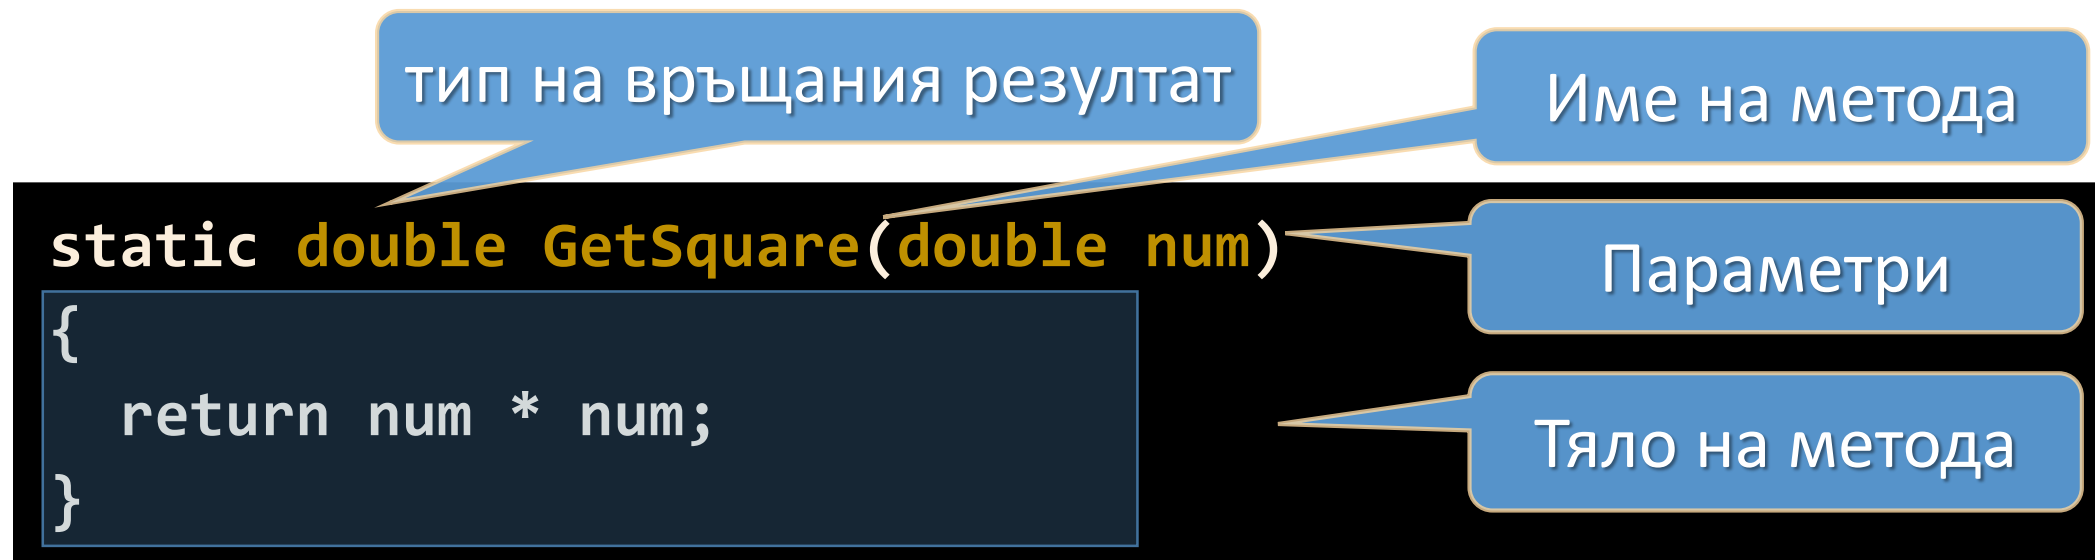 тип на връщания резултат
Име на метода
static double GetSquare(double num)
Параметри
{
return num * num;
Тяло на метода
}